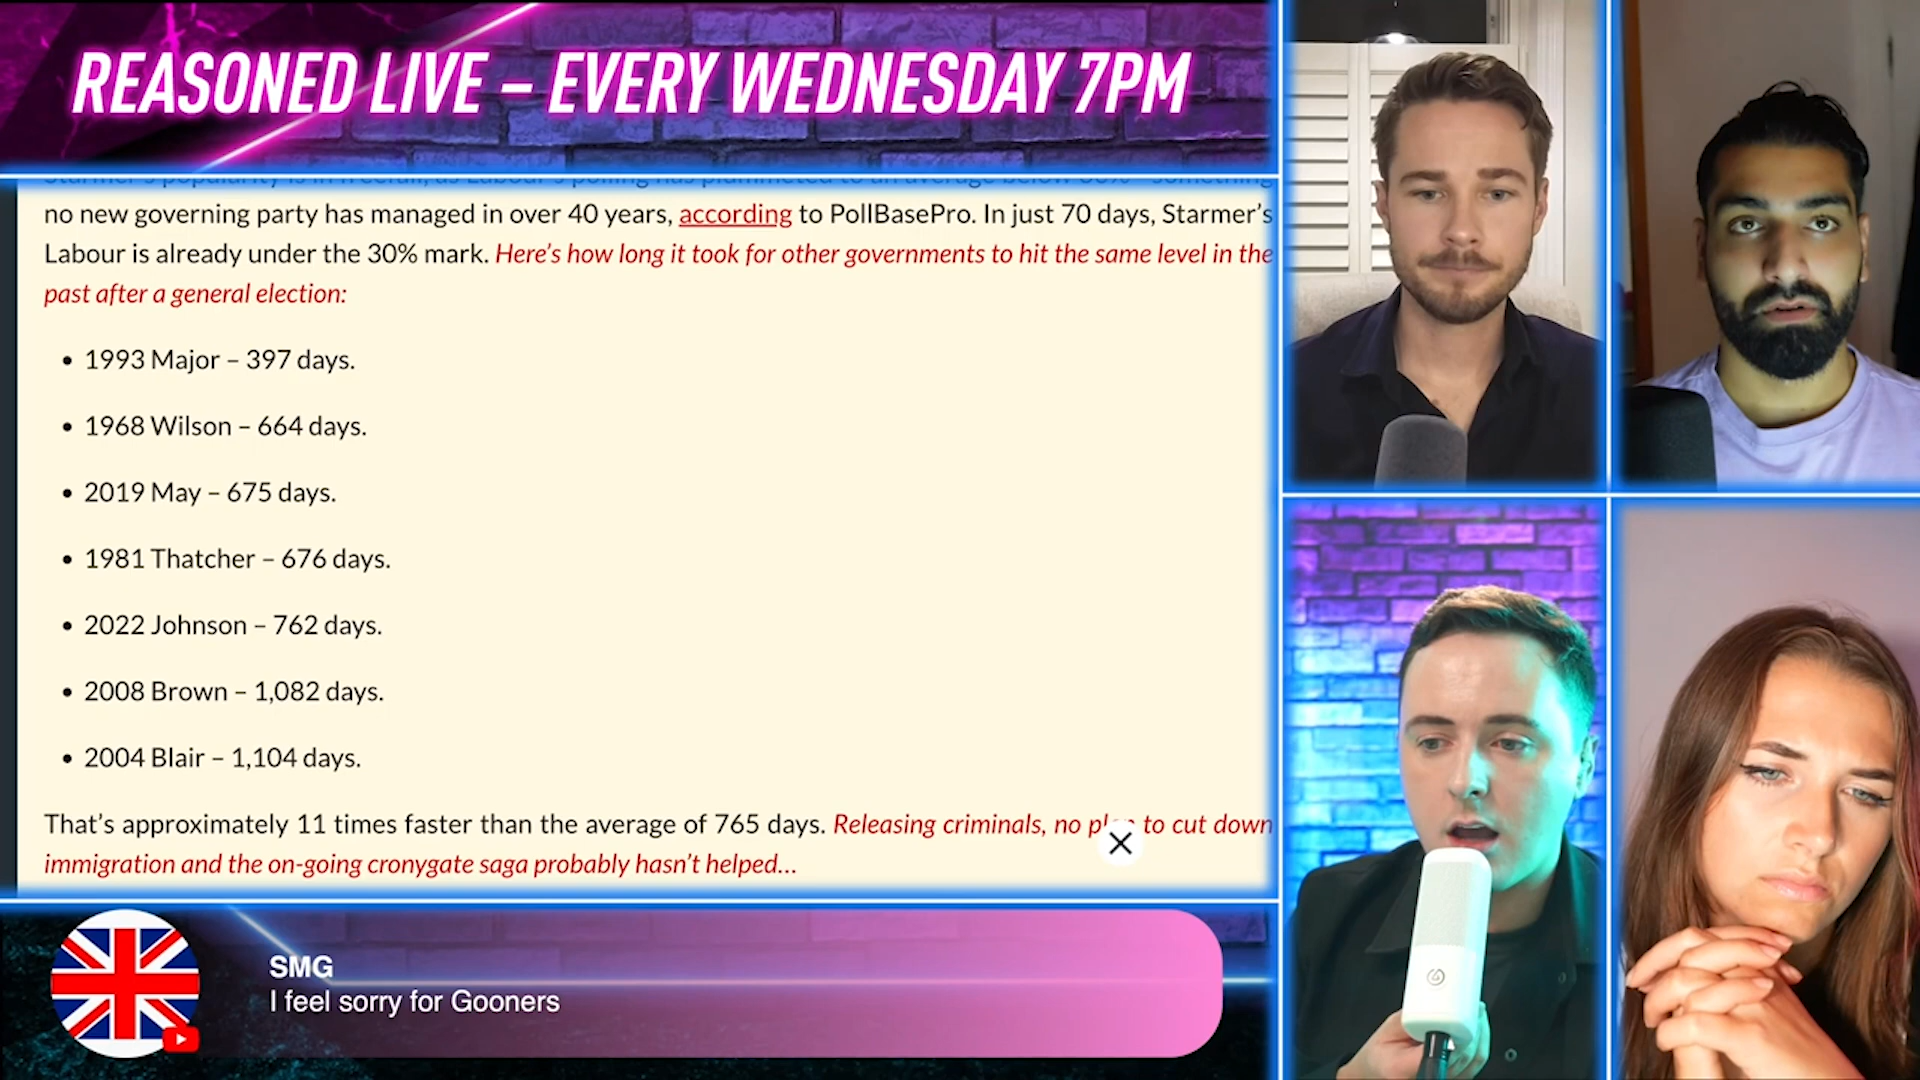 REASONED LIVE – EVERY WEDNESDAY 7PM
no new governing party has managed in over 40 years, according to PollBasePro. In just 70 days, Starmer’s
Labour is already under the 30% mark. Here’s how long it took for other governments to hit the same level in the
past after a general election:
• 1993 Major – 397 days.
• 1968 Wilson – 664 days.
• 2019 May – 675 days.
• 1981 Thatcher – 676 days.
• 2022 Johnson – 762 days.
• 2008 Brown – 1,082 days.
• 2004 Blair – 1,104 days.
That’s approximately 11 times faster than the average of 765 days. Releasing criminals, no plan to cut down
immigration and the on-going cronygate saga probably hasn’t helped…
SMG
I feel sorry for Gooners